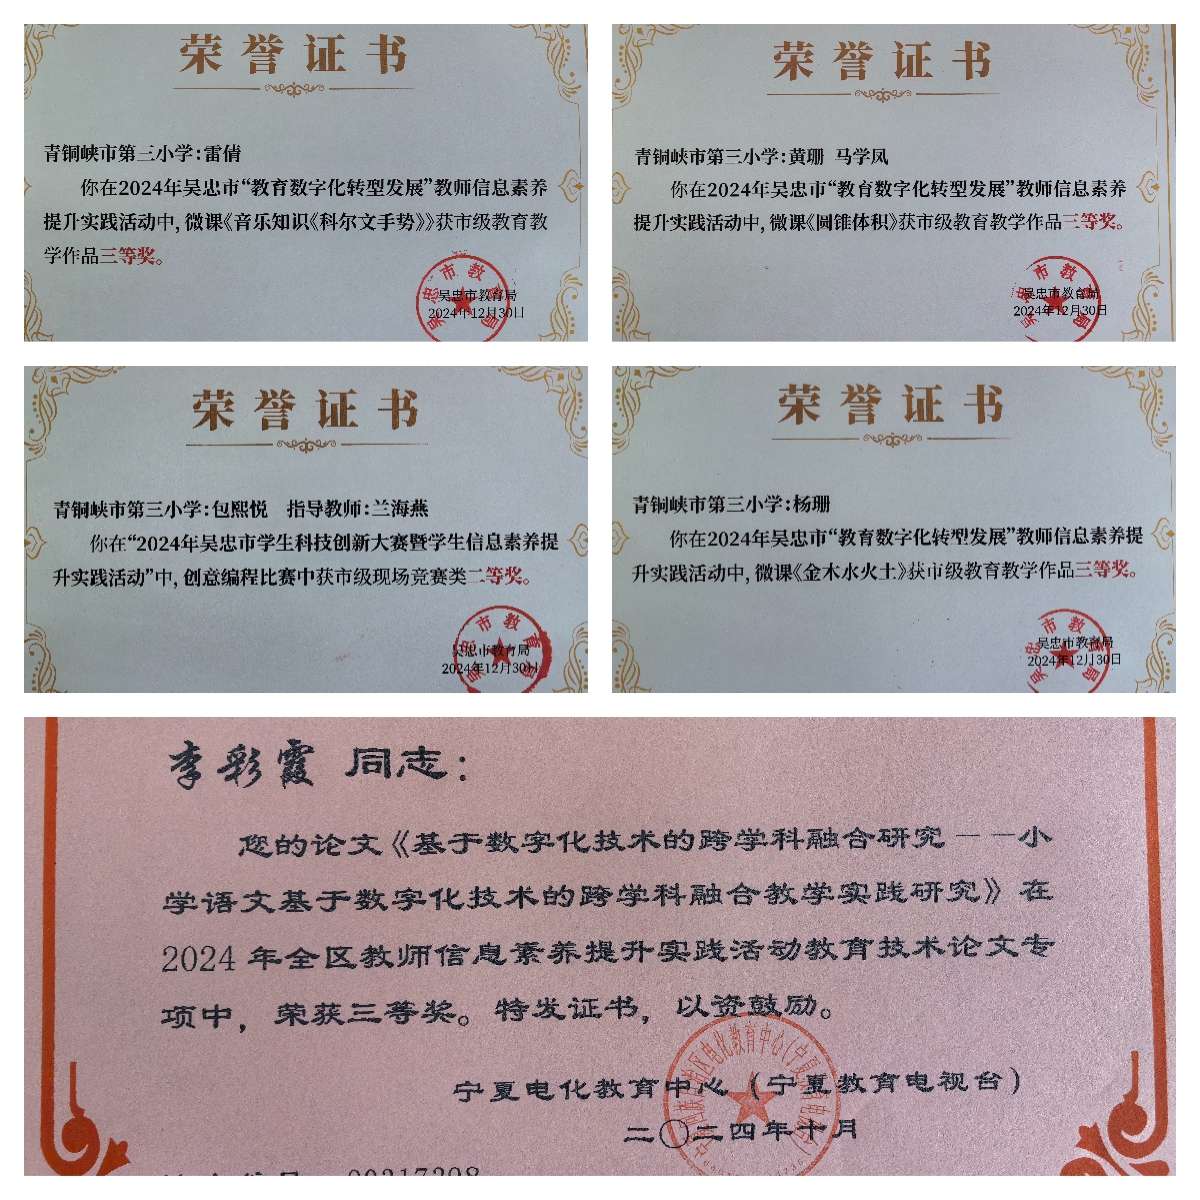 荣誉证书
青铜峡市第三小学:雷倩
你在2024年吴忠市“教育数字化转型发展”教师信息素养
提升实践活动中,微课《音乐知识《科尔文手势》》获市级教育教
学作品三等奖。
吴忠市教育局
2024年12月30日
荣誉证书
青铜峡市第三小学:黄珊 马学凤
你在2024年吴忠市“教育数字化转型发展”教师信息素养
提升实践活动中,微课《圆锥体积》获市级教育教学作品三等奖。
吴忠市教育局
2024年12月30日
荣誉证书
青铜峡市第三小学:包熙悦 指导教师:兰海燕
你在“2024年吴忠市学生科技创新大赛暨学生信息素养提
升实践活动”中,创意编程比赛中获市级现场竞赛类二等奖。
吴忠市教育局
2024年12月30日
荣誉证书
青铜峡市第三小学:杨珊
你在2024年吴忠市“教育数字化转型发展”教师信息素养提
升实践活动中,微课《金木水火土》获市级教育教学作品三等奖。
吴忠市教育局
2024年12月30日
李彩霞 同志:
您的论文《基于数字化技术的跨学科融合研究——小
学语文基于数字化技术的跨学科融合教学实践研究》在
2024年全区教师信息素养提升实践活动教育技术论文专
项中,荣获三等奖。特发证书,以资鼓励。
宁夏电化教育中心(宁夏教育电视台)
二〇二四年十月